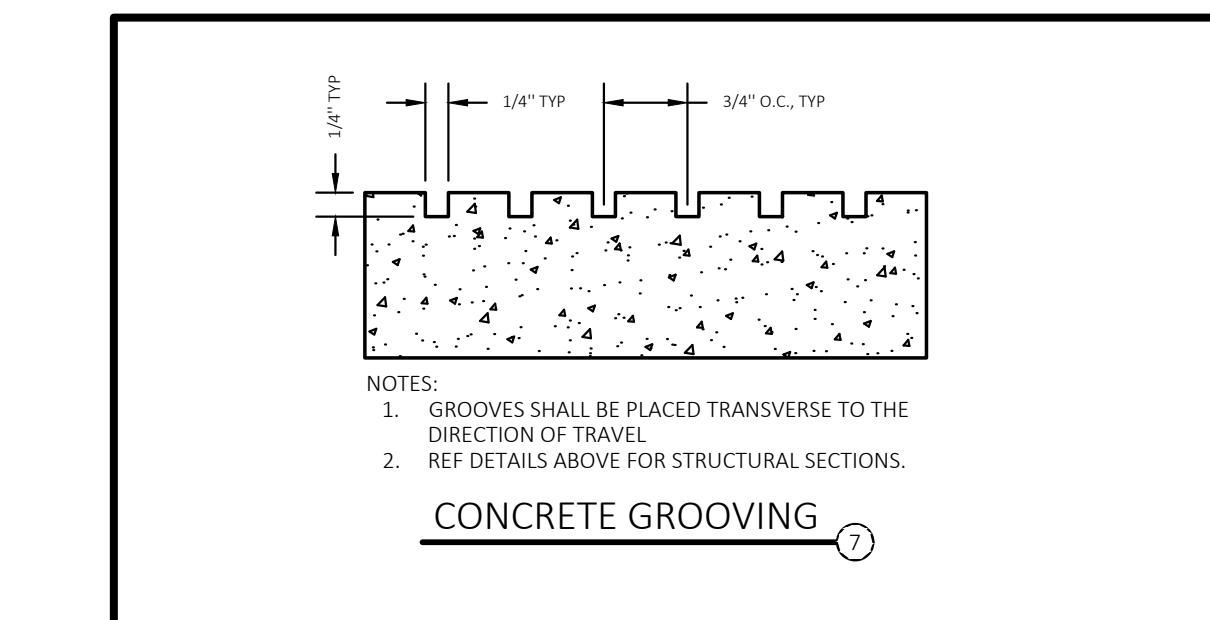 1/4" TYP
1/4" TYP
3/4" O.C., TYP
NOTES:
1. GROOVES SHALL BE PLACED TRANSVERSE TO THE
DIRECTION OF TRAVEL
2. REF DETAILS ABOVE FOR STRUCTURAL SECTIONS.
CONCRETE GROOVING
7